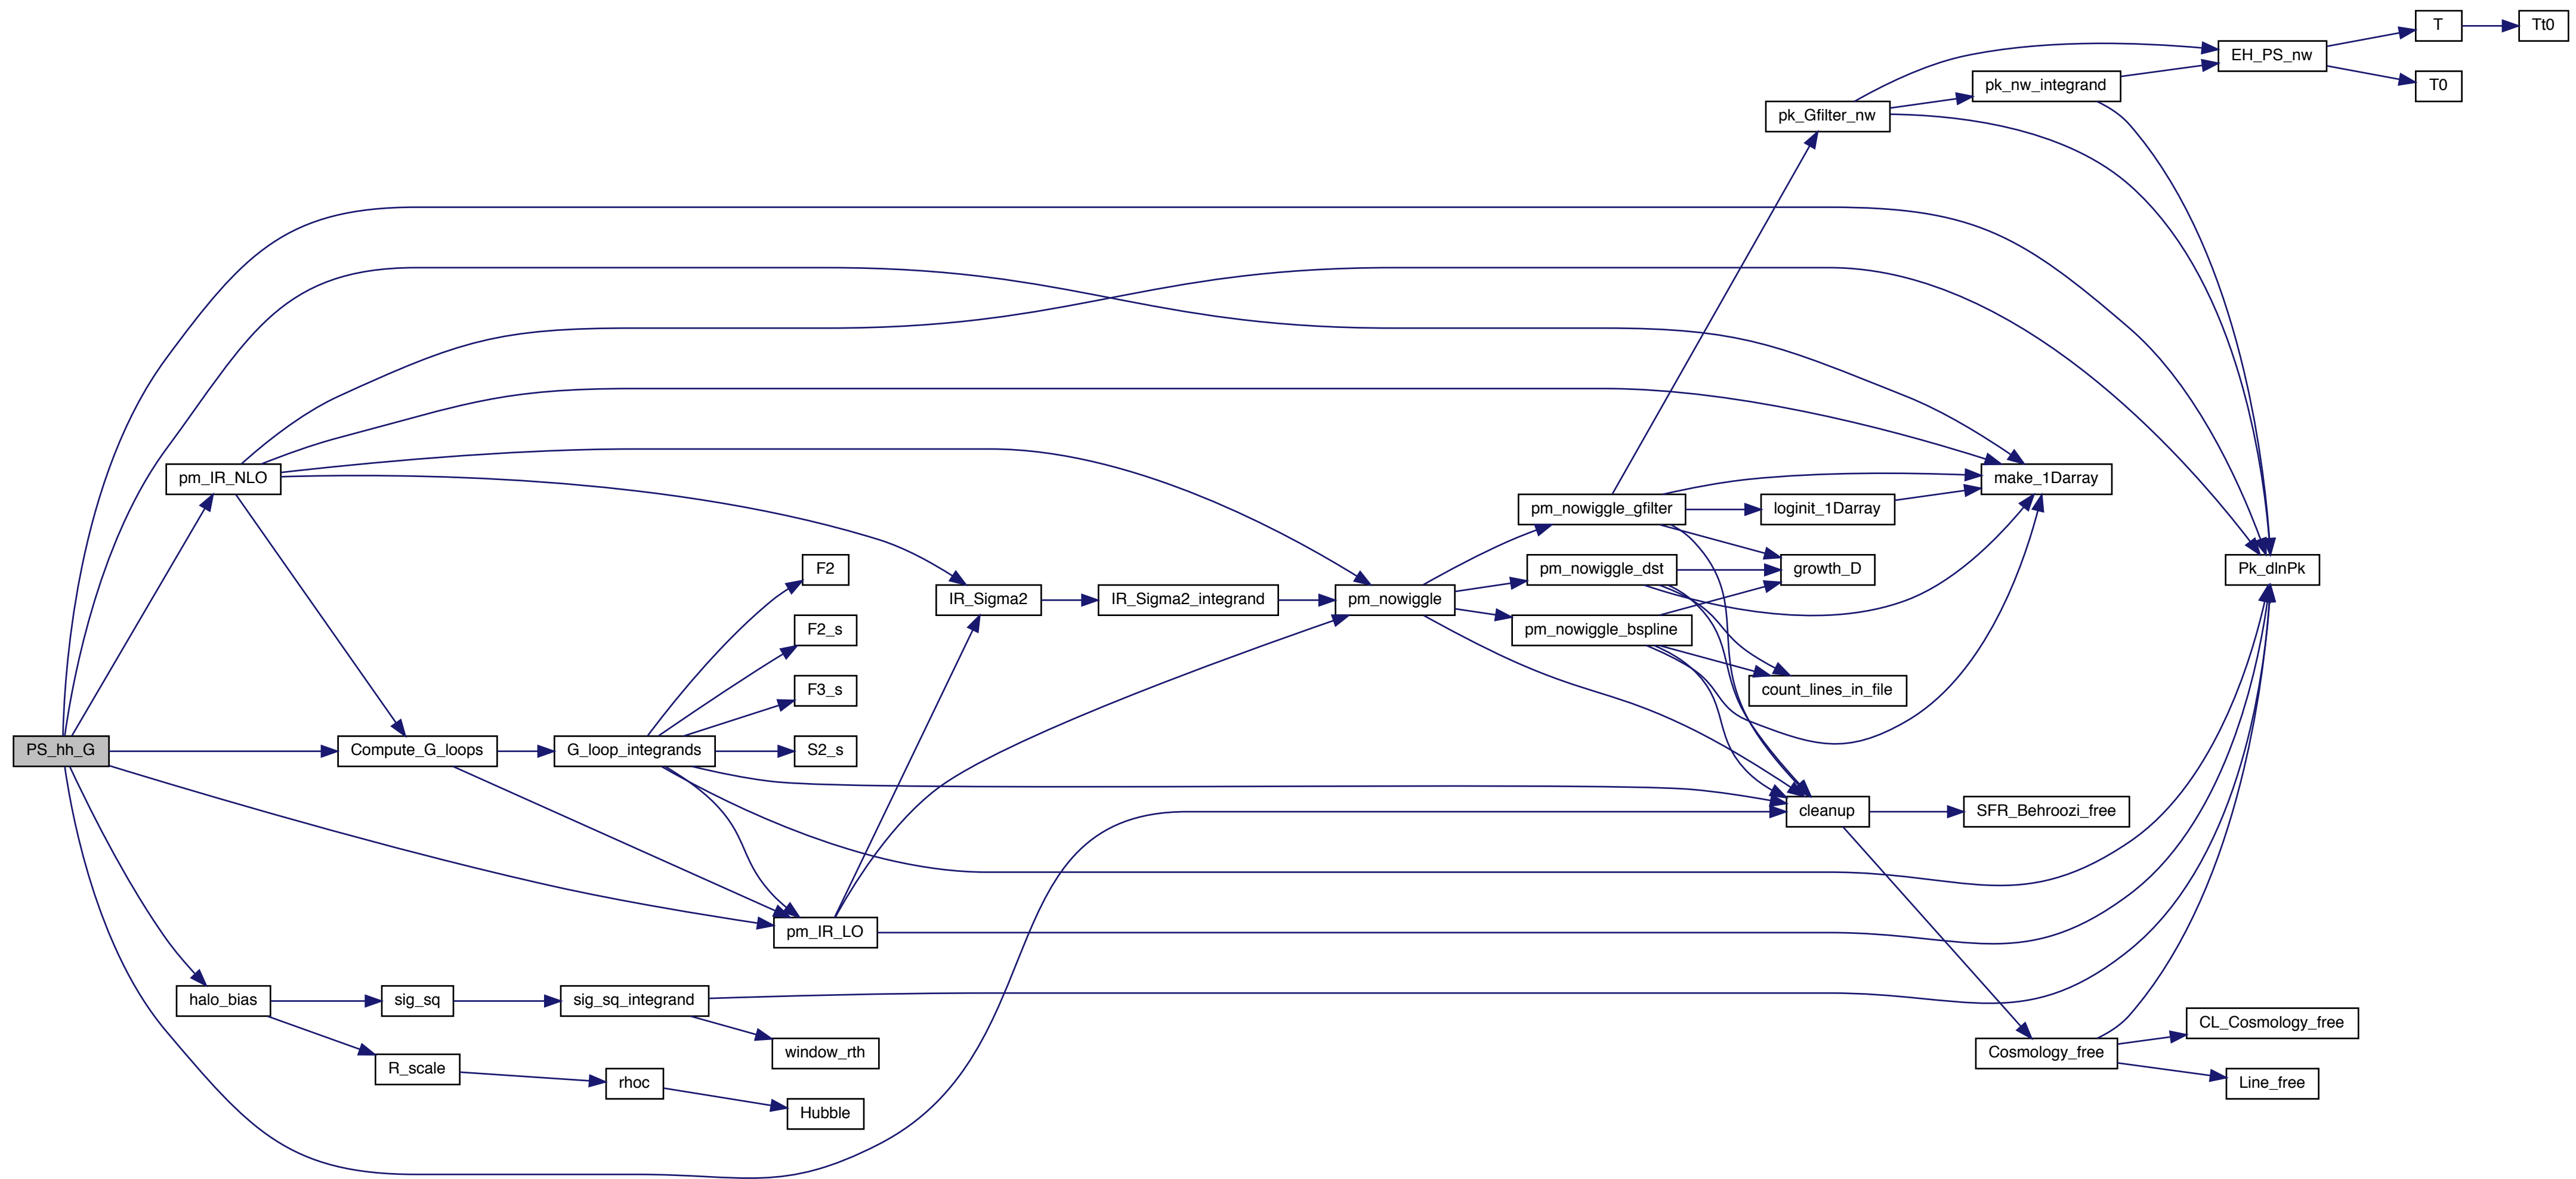 PS_hh_G
pm_IR_NLO
halo_bias
Compute_G_loops
sig_sq
R_scale
G_loop_integrands
sig_sq_integrand
rhoc
F2
F2_s
F3_s
S2_s
pm_IR_LO
window_rth
Hubble
IR_Sigma2
IR_Sigma2_integrand
pm_nowiggle
pm_nowiggle_gfilter
pm_nowiggle_dst
pm_nowiggle_bspline
pk_Gfilter_nw
loginit_1Darray
growth_D
count_lines_in_file
cleanup
pk_nw_integrand
make_1Darray
SFR_Behroozi_free
Cosmology_free
EH_PS_nw
Pk_dlnPk
CL_Cosmology_free
Line_free
T
T0
Tt0